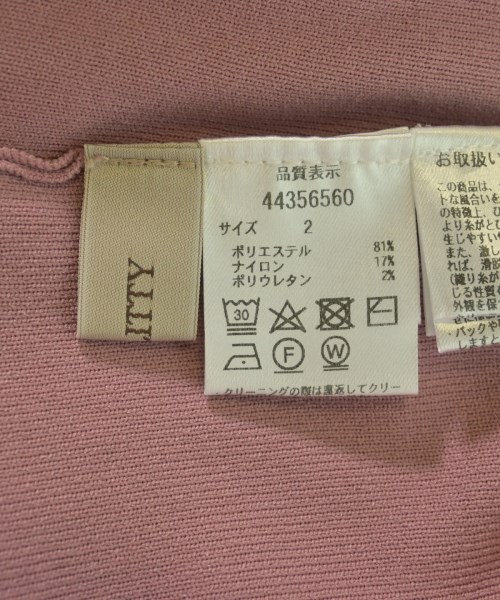 LITTY
品質表示
44356560
サイズ 2
ポリエステル 81%
ナイロン 17%
ポリウレタン 2%
30
F
W
・クリーニングの際は裏返してクリー
お取扱い
この商品は、
トな風合いを
の特徴上、ひ
より糸がとび
生じやすい
また、激し
れば、滑脱
(織り糸が
じる性質
外観を保
・バックや
しますと